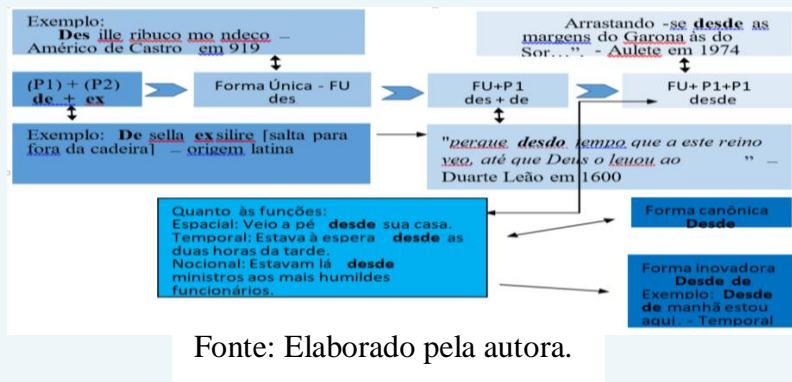 Exemplo:
Des ille ribuco mo ndeco –
Américo de Castro em 919
Arrastando -se desde as
margens do Garona às do
Sor...”. - Aulete em 1974
(P1) + (P2)
de + ex
Forma Única - FU
des
FU+P1
des + de
FU+ P1+P1
desde
Exemplo: De sella exsilire [salta para
fora da cadeira] – origem latina
"perque desdo tempo que a este reino
veo, até que Deus o leuou ao ” –
Duarte Leão em 1600
Quanto às funções:
Espacial: Veio a pé desde sua casa.
Temporal: Estava à espera desde as
duas horas da tarde.
Nocional: Estavam lá desde
ministros aos mais humildes
funcionários.
Forma canônica
Desde
Forma inovadora
Desde de
Exemplo: Desde
de manhã estou
aqui. - Temporal
Fonte: Elaborado pela autora.